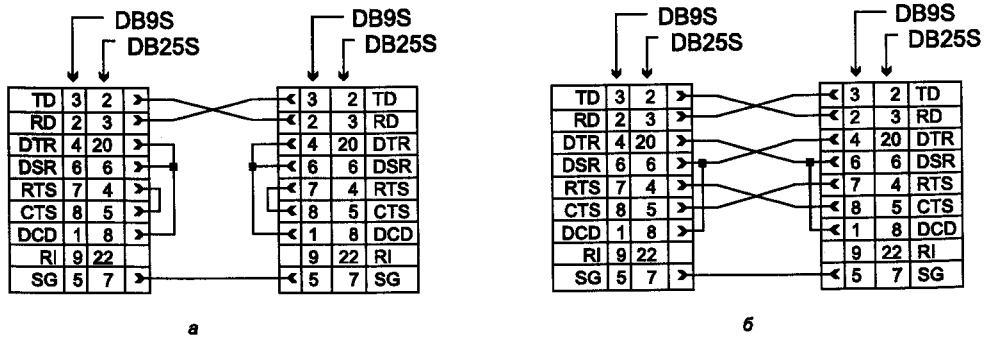 DB9S
DB25S
DB9S
DB25S
TD 3 2
RD 2 3
DTR 4 20
DSR 6 6
RTS 7 4
CTS 8 5
DCD 1 8
RI 9 22
SG 5 7
3 2 TD
2 3 RD
4 20 DTR
6 6 DSR
7 4 RTS
8 5 CTS
1 8 DCD
9 22 RI
5 7 SG
а
DB9S
DB25S
DB9S
DB25S
TD 3 2
RD 2 3
DTR 4 20
DSR 6 6
RTS 7 4
CTS 8 5
DCD 1 8
RI 9 22
SG 5 7
3 2 TD
2 3 RD
4 20 DTR
6 6 DSR
7 4 RTS
8 5 CTS
1 8 DCD
9 22 RI
5 7 SG
б